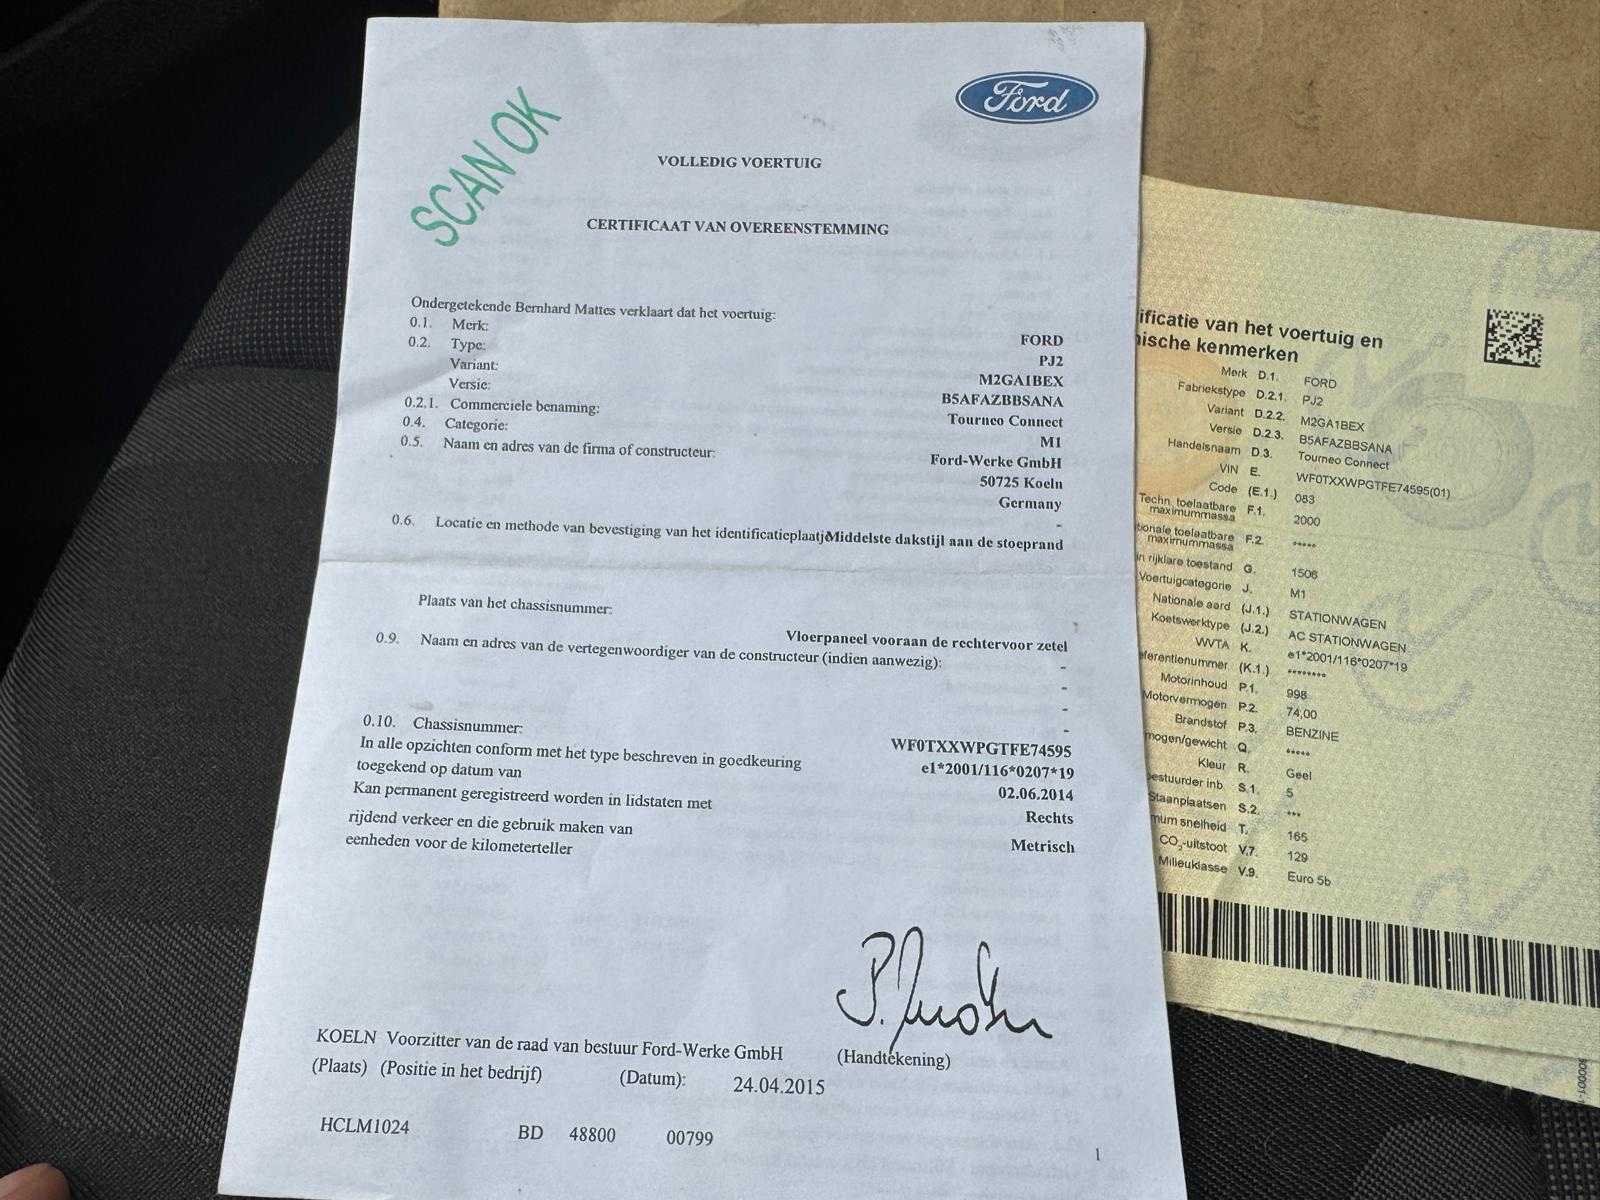 Ford
SCAN OK
VOLLEDIG VOERTUIG
CERTIFICAAT VAN OVEREENSTEMMING
Ondergetekende Bernhard Mattes verklaart dat het voertuig:
0.1. Merk: FORD
0.2. Type: PJ2
Variant: M2GA1BEX
Versie: B5AFAZBBSANA
0.2.1. Commerciele benaming: Tourneo Connect
0.4. Categorie: M1
0.5. Naam en adres van de firma of constructeur: Ford-Werke GmbH
50725 Koeln
Germany
-
0.6. Locatie en methode van bevestiging van het identificatieplaatj Middelste dakstijl aan de stoeprand
Plaats van het chassisnummer:
Vloerpaneel vooraan de rechtervoor zetel
0.9. Naam en adres van de vertegenwoordiger van de constructeur (indien aanwezig): -
-
-
-
0.10. Chassisnummer: WF0TXXWPGTFE74595
In alle opzichten conform met het type beschreven in goedkeuring e1*2001/116*0207*19
toegekend op datum van 02.06.2014
Kan permanent geregistreerd worden in lidstaten met Rechts
rijdend verkeer en die gebruik maken van
eenheden voor de kilometerteller Metrisch
KOELN Voorzitter van de raad van bestuur Ford-Werke GmbH
(Handtekening)
(Plaats) (Positie in het bedrijf) (Datum): 24.04.2015
HCLM1024 BD 48800 00799
1
ificatie van het voertuig en
ische kenmerken
Merk D.1. FORD
Fabriekstype D.2.1. PJ2
Variant D.2.2. M2GA1BEX
Versie D.2.3. B5AFAZBBSANA
Handelsnaam D.3. Tourneo Connect
VIN E. WF0TXXWPGTFE74595(01)
Code (E.1.) 083
Techn. toelaatbare
maximummassa F.1. 2000
tionale toelaatbare
maximummassa F.2. *****
in rijklare toestand G. 1506
Voertuigcategorie J. M1
Nationale aard (J.1.) STATIONWAGEN
Koetswerktype (J.2.) AC STATIONWAGEN
WVTA K. e1*2001/116*0207*19
eferentienummer (K.1.) ********
Motorinhoud P.1. 998
Motorvermogen P.2. 74,00
Brandstof P.3. BENZINE
mogen/gewicht Q. *****
Kleur R. Geel
estuurder inb S.1. 5
Staanplaatsen S.2. ***
mum snelheid T. 165
CO₂-uitstoot V.7. 129
Milieuklasse V.9. Euro 5b